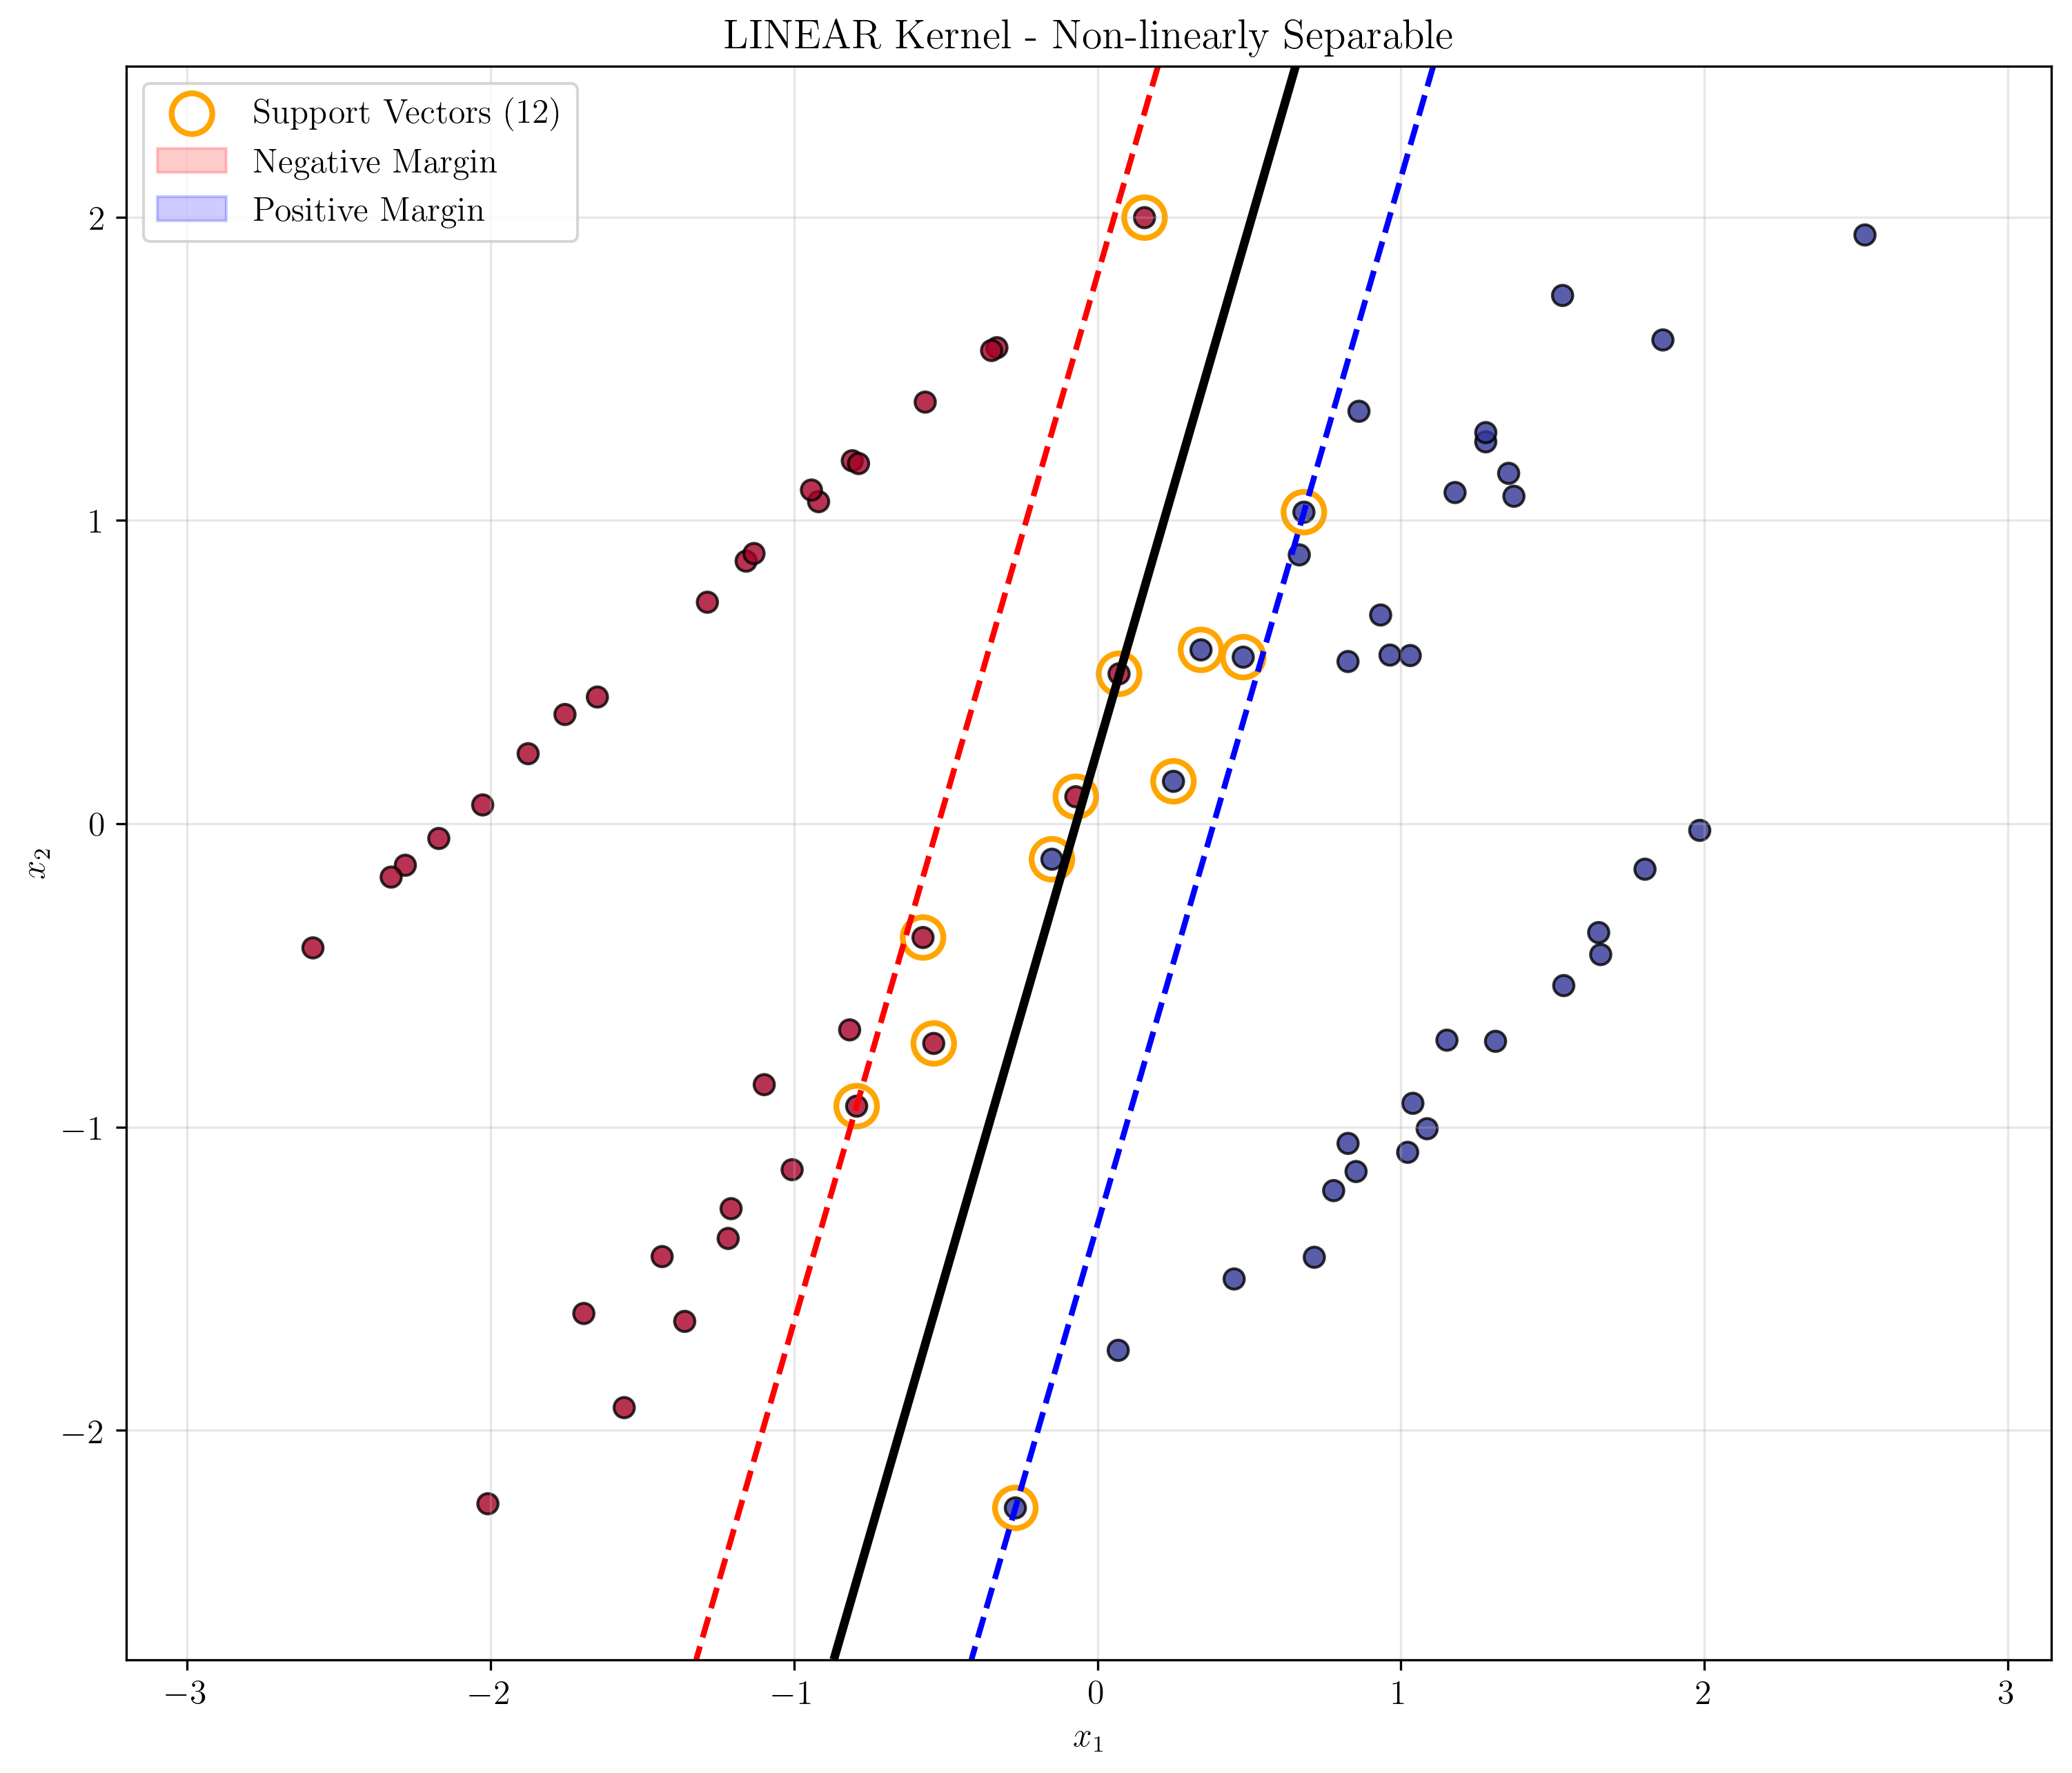 LINEAR Kernel - Non-linearly Separable
Support Vectors (12)
Negative Margin
Positive Margin
2
1
0
−1
−2
x₂
−3
−2
−1
0
1
2
3
x₁